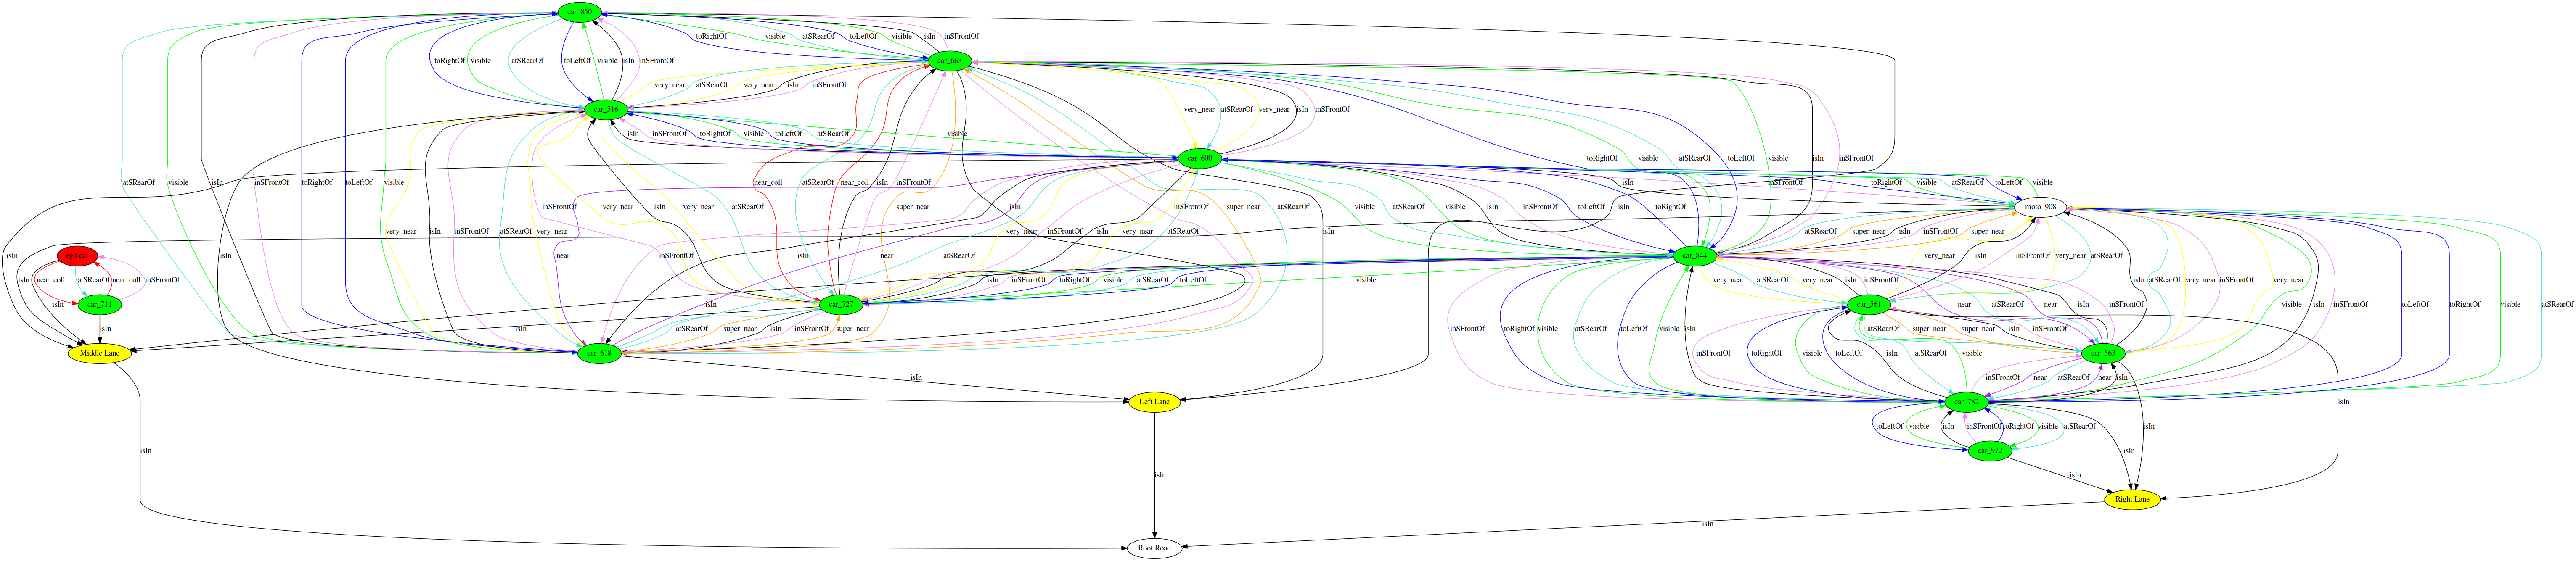 car_850
toRightOf visible atSRearOf toLeftOf visible isIn inSFrontOf
toRightOf visible atSRearOf toLeftOf visible isIn inSFrontOf
car_663
very_near atSRearOf very_near isIn inSFrontOf
car_516
very_near atSRearOf very_near isIn inSFrontOf
isIn inSFrontOf toRightOf visible toLeftOf atSRearOf visible
car_600
toRightOf visible atSRearOf toLeftOf visible isIn inSFrontOf
atSRearOf visible isIn inSFrontOf toRightOf toLeftOf visible
near_coll atSRearOf near_coll isIn inSFrontOf super_near atSRearOf
visible atSRearOf isIn inSFrontOf toLeftOf toRightOf
isIn inSFrontOf toRightOf visible atSRearOf toLeftOf visible
moto_908
very_near isIn inSFrontOf atSRearOf very_near
inSFrontOf very_near isIn very_near atSRearOf
isIn inSFrontOf very_near isIn very_near inSFrontOf atSRearOf
atSRearOf super_near isIn inSFrontOf super_near
isIn isIn near inSFrontOf isIn atSRearOf
ego car
car_844
isIn near_coll atSRearOf near_coll inSFrontOf
isIn inSFrontOf toRightOf visible atSRearOf toLeftOf
very_near atSRearOf very_near isIn inSFrontOf
isIn atSRearOf very_near inSFrontOf very_near
car_711
car_727
car_561
isIn isIn visible
near atSRearOf near isIn inSFrontOf
visible inSFrontOf toLeftOf toRightOf visible atSRearOf
isIn atSRearOf super_near isIn inSFrontOf super_near
inSFrontOf toRightOf visible atSRearOf toLeftOf visible isIn
atSRearOf super_near super_near isIn inSFrontOf
Middle Lane
car_618
inSFrontOf toRightOf visible toLeftOf isIn atSRearOf visible
car_563
isIn
inSFrontOf near atSRearOf near isIn
Left Lane
car_782
isIn
toLeftOf visible isIn inSFrontOf toRightOf visible atSRearOf
isIn isIn
car_972
isIn isIn isIn
Right Lane
isIn
Root Road